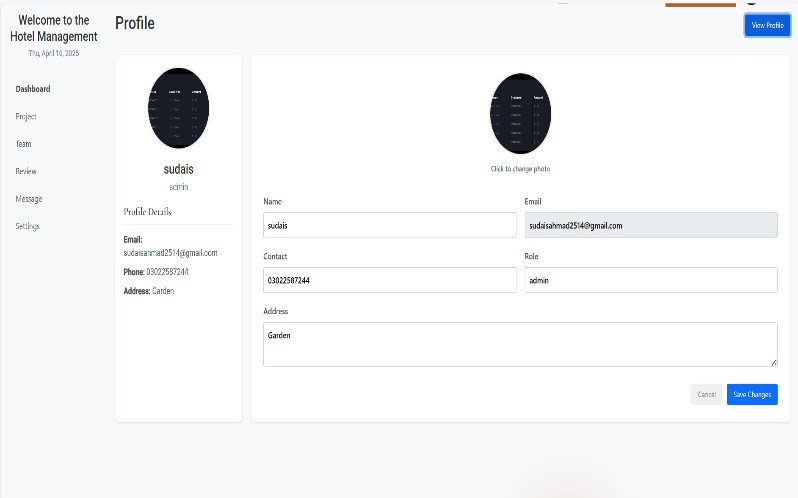 Welcome to the
Hotel Management
Thu, April 10, 2025
Dashboard
Project
Team
Review
Message
Settings
Profile
View Profile
sudais
admin
Profile Details
Email:
sudaisahmad2514@gmail.com
Phone: 03022587244
Address: Garden
Click to change photo
Name
Email
sudais
sudaisahmad2514@gmail.com
Contact
Role
03022587244
admin
Address
Garden
Cancel
Save Changes